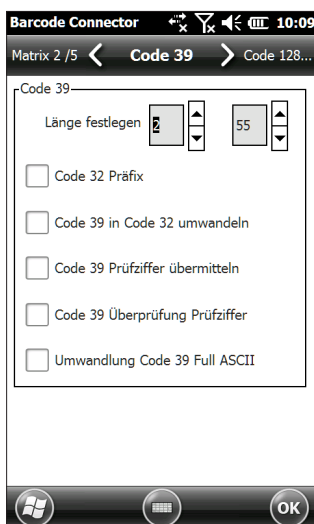 Barcode Connector 10:09
Matrix 2 /5 Code 39 Code 128...
Code 39
Länge festlegen 2 55
Code 32 Präfix
Code 39 in Code 32 umwandeln
Code 39 Prüfziffer übermitteln
Code 39 Überprüfung Prüfziffer
Umwandlung Code 39 Full ASCII
OK